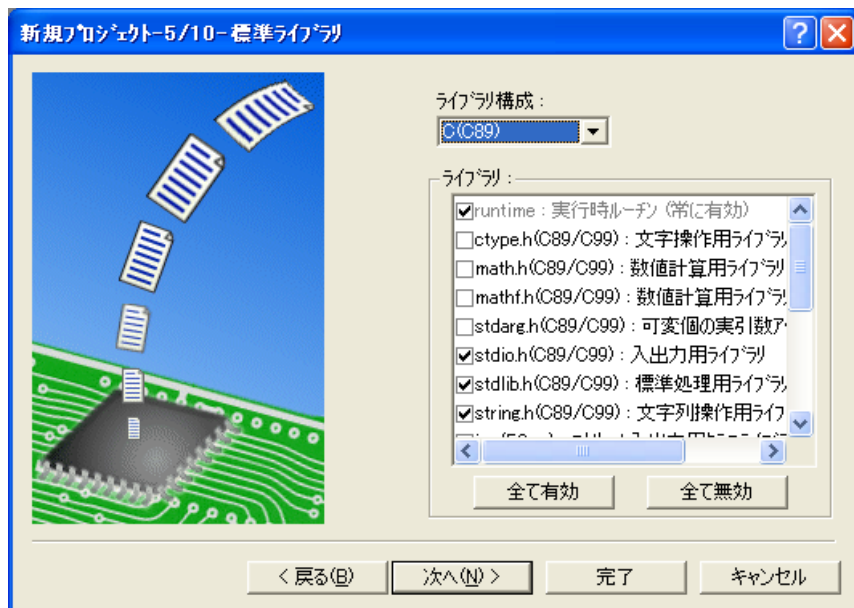 新規ﾌﾟﾛｼﾞｪｸﾄ-5/10-標準ﾗｲﾌﾞﾗﾘ
ﾗｲﾌﾞﾗﾘ構成 :
C(C89)
ﾗｲﾌﾞﾗﾘ :
runtime : 実行時ﾙｰﾁﾝ (常に有効)
ctype.h(C89/C99) : 文字操作用ﾗｲﾌﾞﾗﾘ
math.h(C89/C99) : 数値計算用ﾗｲﾌﾞﾗﾘ
mathf.h(C89/C99) : 数値計算用ﾗｲﾌﾞﾗﾘ
stdarg.h(C89/C99) : 可変個の実引数ｱ
stdio.h(C89/C99) : 入出力用ﾗｲﾌﾞﾗﾘ
stdlib.h(C89/C99) : 標準処理用ﾗｲﾌﾞﾗﾘ
string.h(C89/C99) : 文字列操作用ﾗｲﾌ
全て有効
全て無効
< 戻る(B)
次へ(N) >
完了
ｷｬﾝｾﾙ